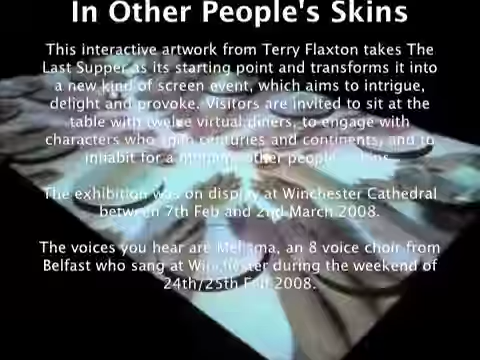 In Other People's Skins
This interactive artwork from Terry Flaxton takes The
Last Supper as its starting point and transforms it into
a new kind of screen event, which aims to intrigue,
delight and provoke. Visitors are invited to sit at the
table with twelve virtual diners, to engage with
characters who span centuries and continents, and to
inhabit for a moment other people's skins.
The exhibition was on display at Winchester Cathedral
between 7th Feb and 2nd March 2008.
The voices you hear are an 8 voice choir from
Belfast who sang at Winchester during the weekend of
24th/25th Feb 2008.